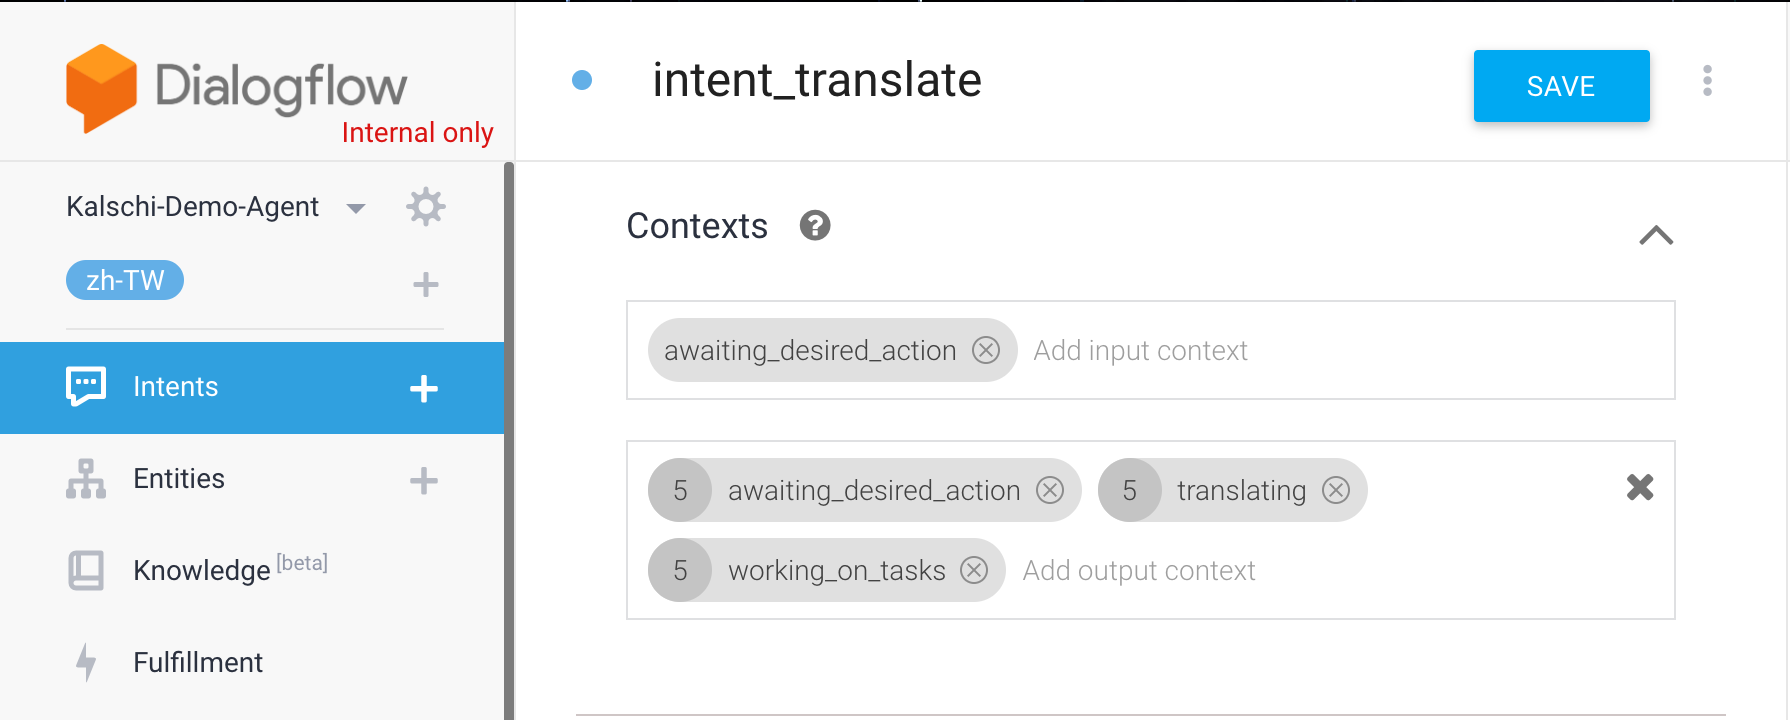 Dialogflow
Internal only
Kalschi-Demo-Agent
zh-TW
Intents
Entities
Knowledge [beta]
Fulfillment
intent_translate
SAVE
Contexts
awaiting_desired_action Add input context
5 awaiting_desired_action 5 translating
5 working_on_tasks Add output context